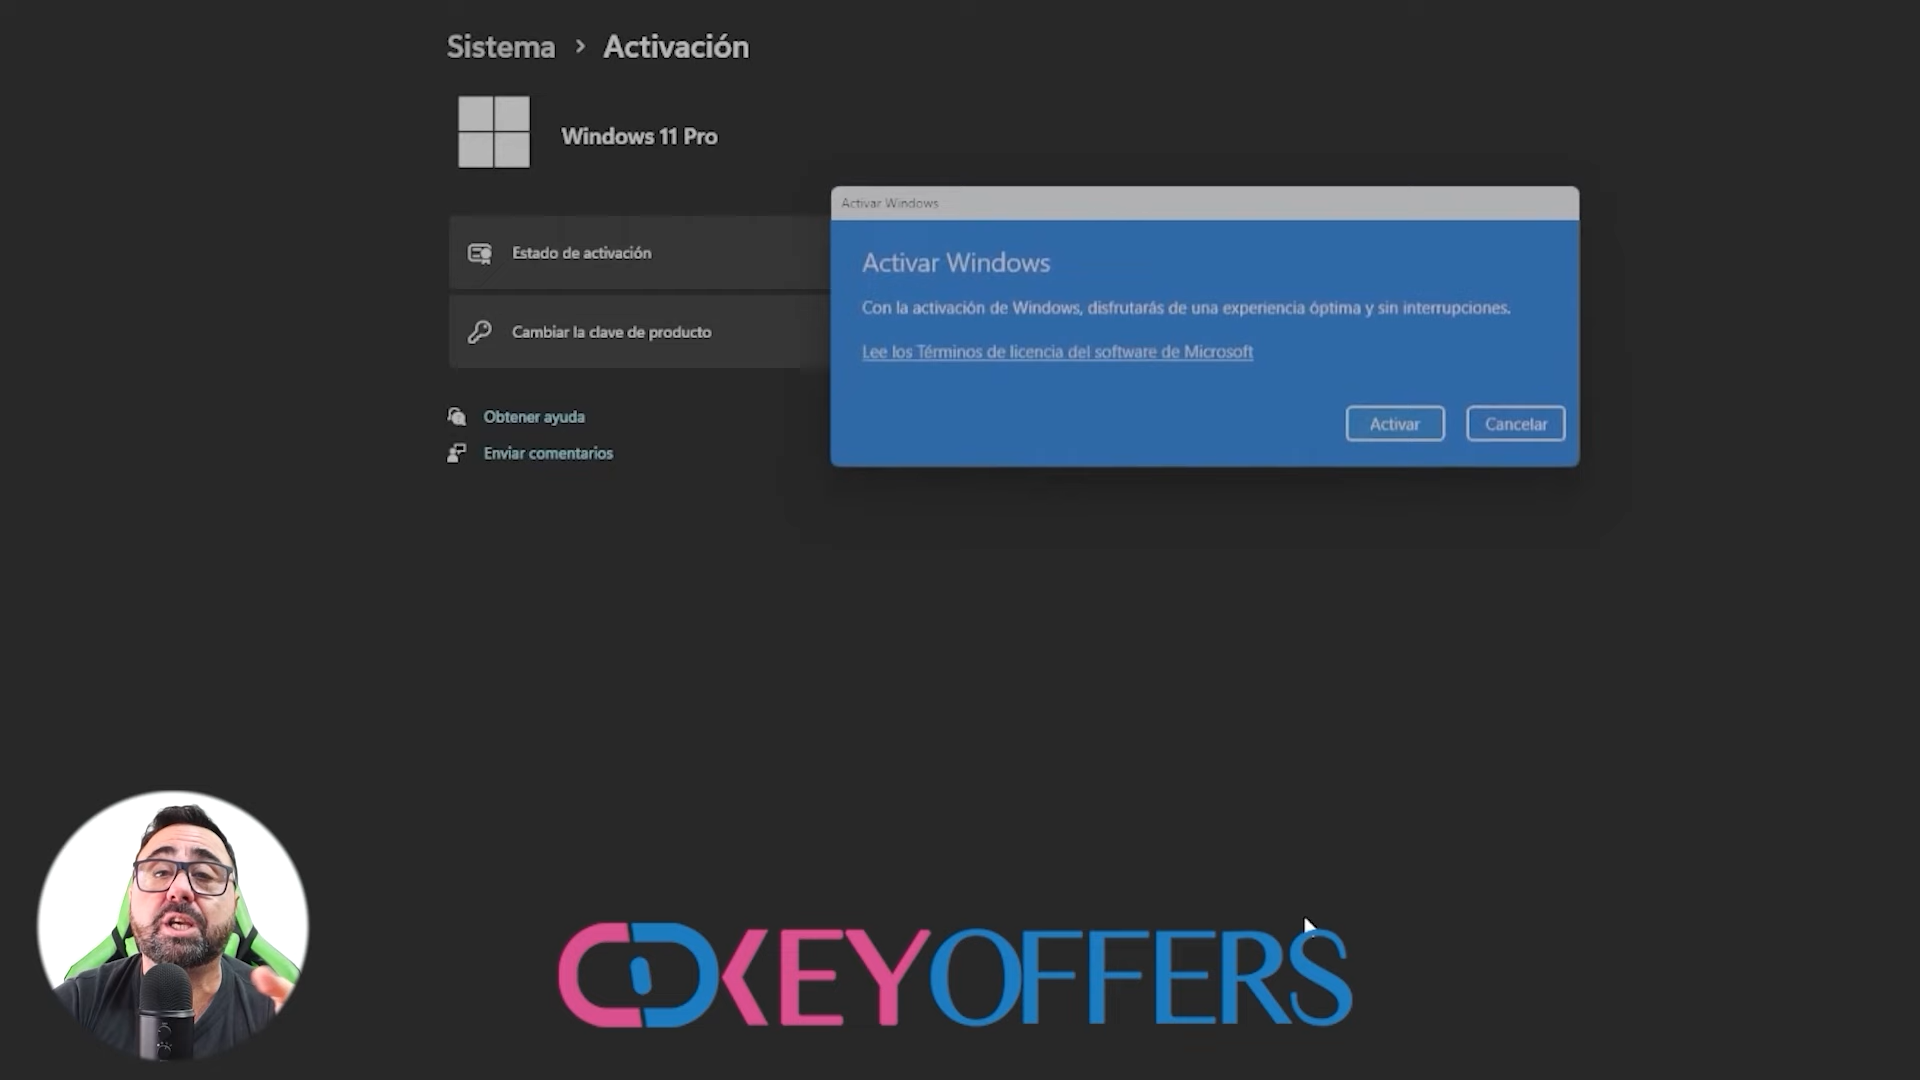 Sistema > Activación
Windows 11 Pro
Activar Windows
Estado de activación
Activar Windows
Con la activación de Windows, disfrutarás de una experiencia óptima y sin interrupciones.
Cambiar la clave de producto
Lee los Términos de licencia del software de Microsoft
Obtener ayuda
Activar
Cancelar
Enviar comentarios
CDKEYOFFERS